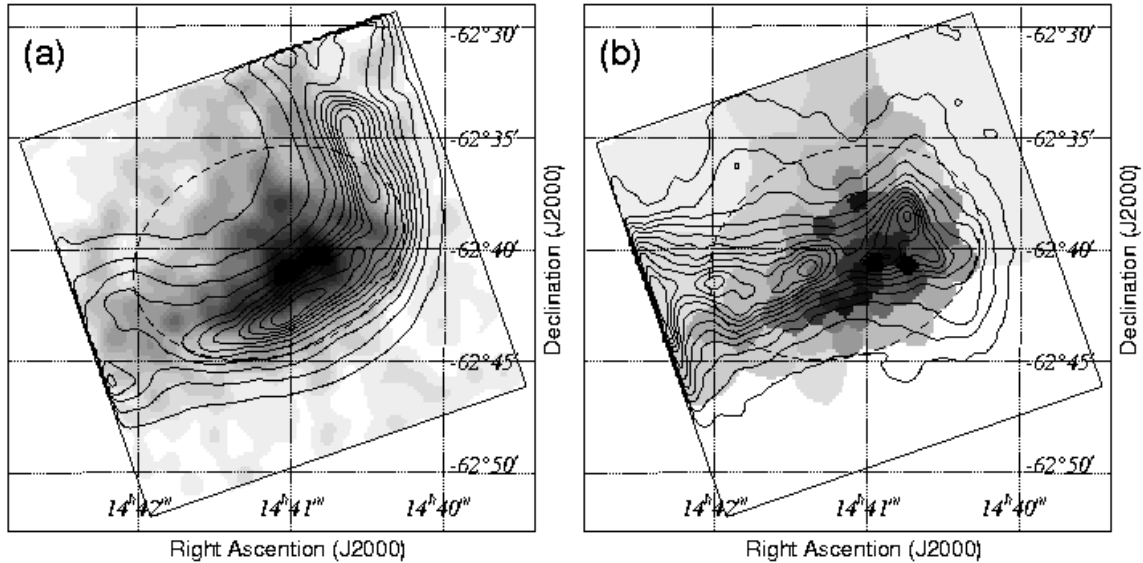 (a)
-62°30′
-62°35′
-62°40′
-62°45′
-62°50′
14ʰ42ᵐ 14ʰ41ᵐ 14ʰ40ᵐ
Right Ascention (J2000)
Declination (J2000)
(b)
-62°30′
-62°35′
-62°40′
-62°45′
-62°50′
14ʰ42ᵐ 14ʰ41ᵐ 14ʰ40ᵐ
Right Ascention (J2000)
Declination (J2000)